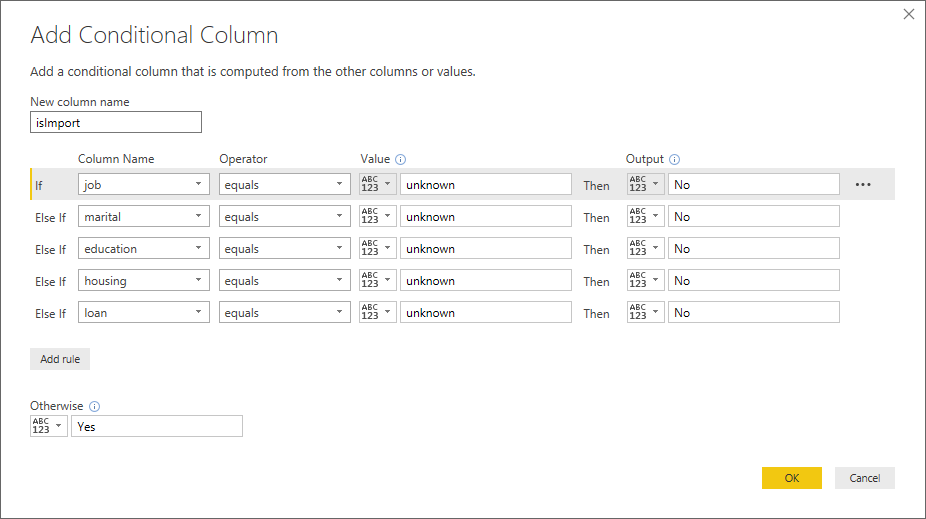 Add Conditional Column
Add a conditional column that is computed from the other columns or values.
New column name
isImport
Column Name Operator Value Output
If job equals ABC 123 unknown Then ABC 123 No ...
Else If marital equals ABC 123 unknown Then ABC 123 No
Else If education equals ABC 123 unknown Then ABC 123 No
Else If housing equals ABC 123 unknown Then ABC 123 No
Else If loan equals ABC 123 unknown Then ABC 123 No
Add rule
Otherwise
ABC 123 Yes
OK Cancel